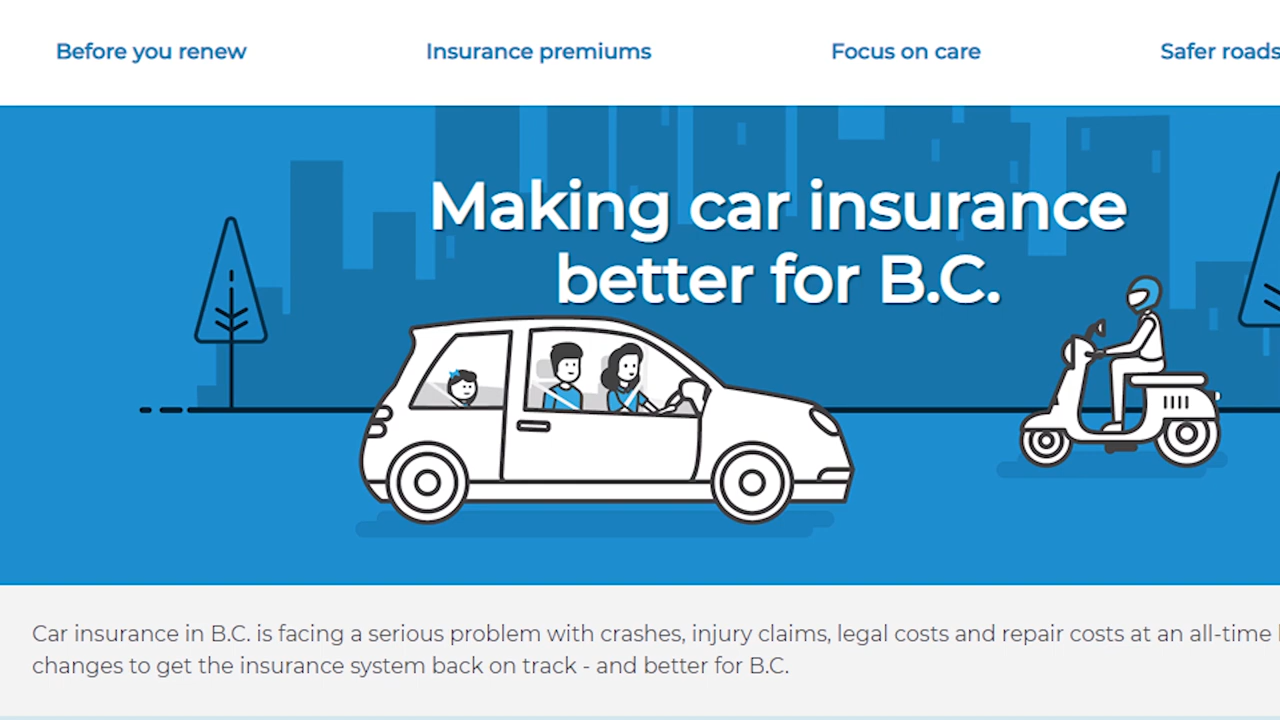 Before you renew
Insurance premiums
Focus on care
Safer roads
Making car insurance
better for B.C.
Car insurance in B.C. is facing a serious problem with crashes, injury claims, legal costs and repair costs at an all-time
changes to get the insurance system back on track - and better for B.C.